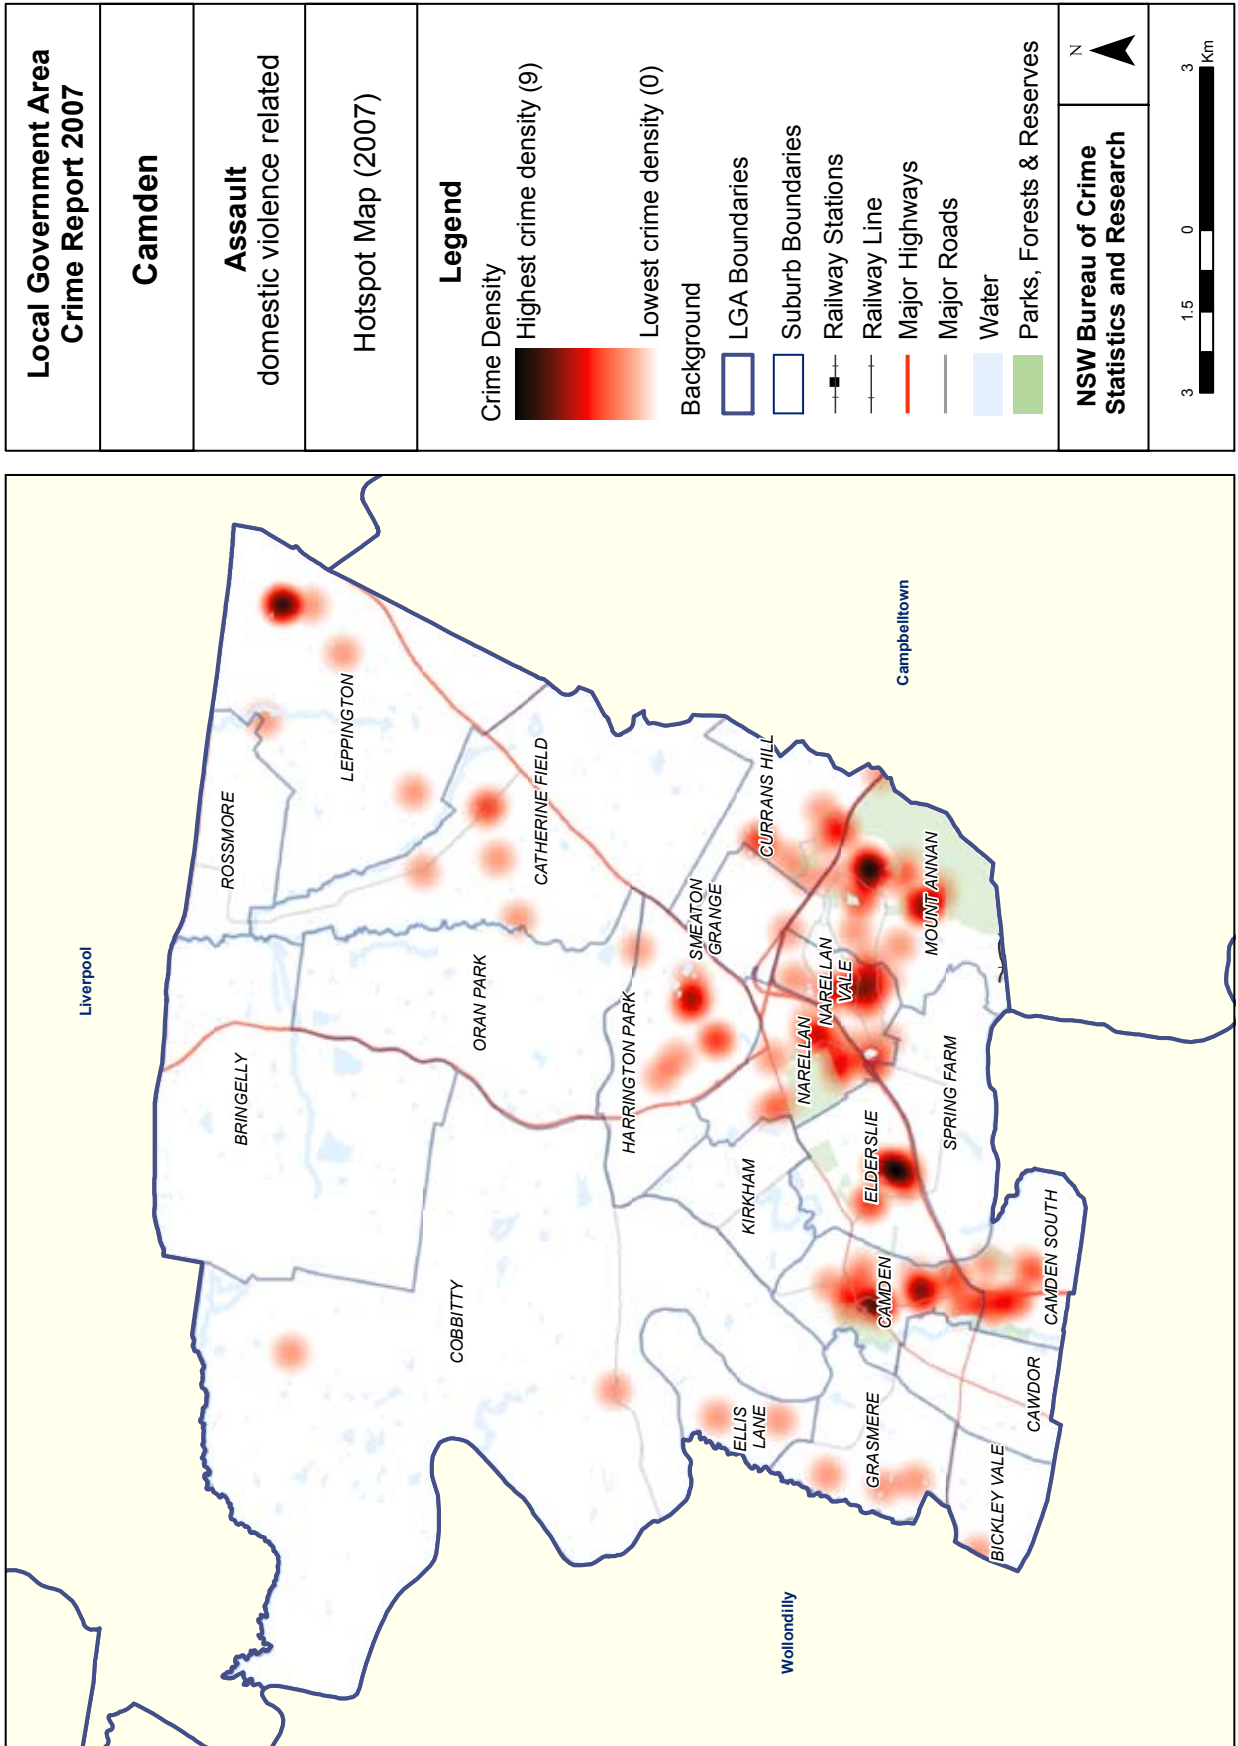 Local Government Area
Crime Report 2007
Camden
Assault
domestic violence related
Hotspot Map (2007)
Legend
Crime Density
Highest crime density (9)
Lowest crime density (0)
Background
LGA Boundaries
Suburb Boundaries
Railway Stations
Railway Line
Major Highways
Major Roads
Water
Parks, Forests & Reserves
NSW Bureau of Crime
Statistics and Research
N
3
1.5
0
3
Km
Liverpool
Campbelltown
Wollondilly
ROSSMORE
LEPPINGTON
CATHERINE FIELD
BRINGELLY
ORAN PARK
COBBITTY
HARRINGTON PARK
SMEATON
GRANGE
CURRANS HILL
NARELLAN
NARELLAN
VALE
MOUNT ANNAN
KIRKHAM
ELDERSLIE
SPRING FARM
CAMDEN
CAMDEN SOUTH
ELLIS
LANE
GRASMERE
CAWDOR
BICKLEY VALE